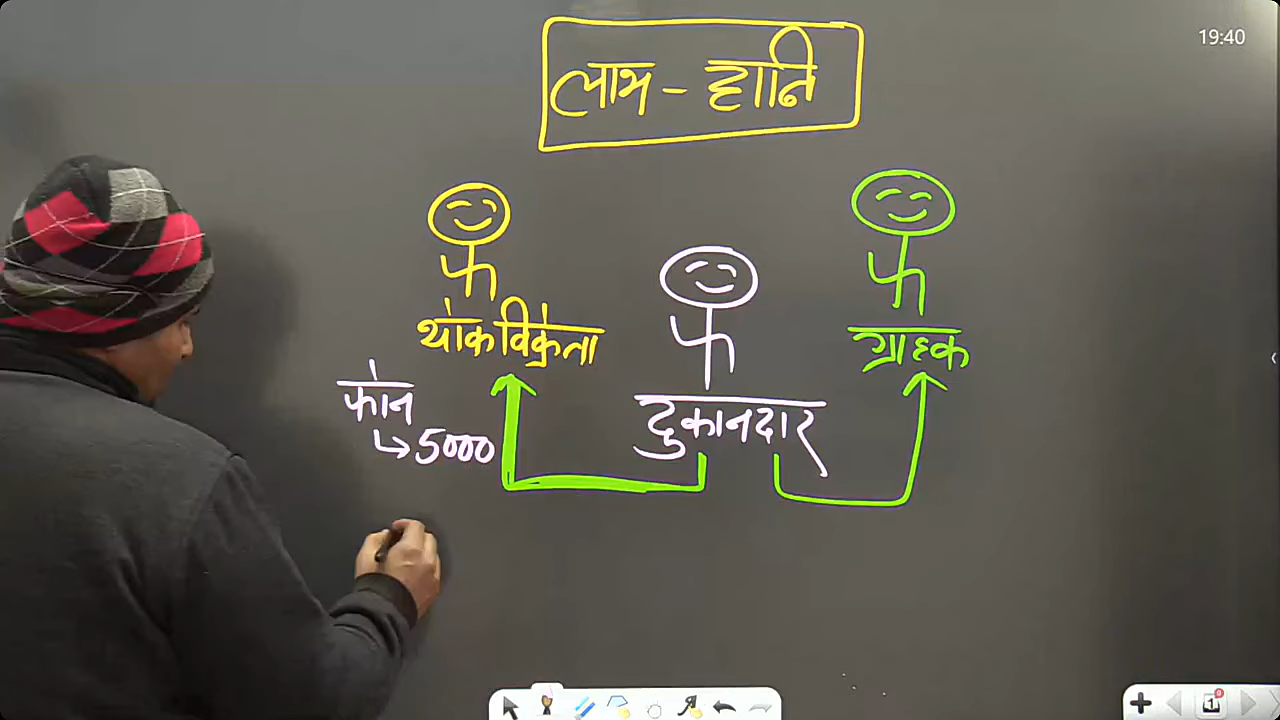 19:40
लाभ - हानि
थोक विक्रेता
दुकानदार
ग्राहक
फोन
↳ 5000